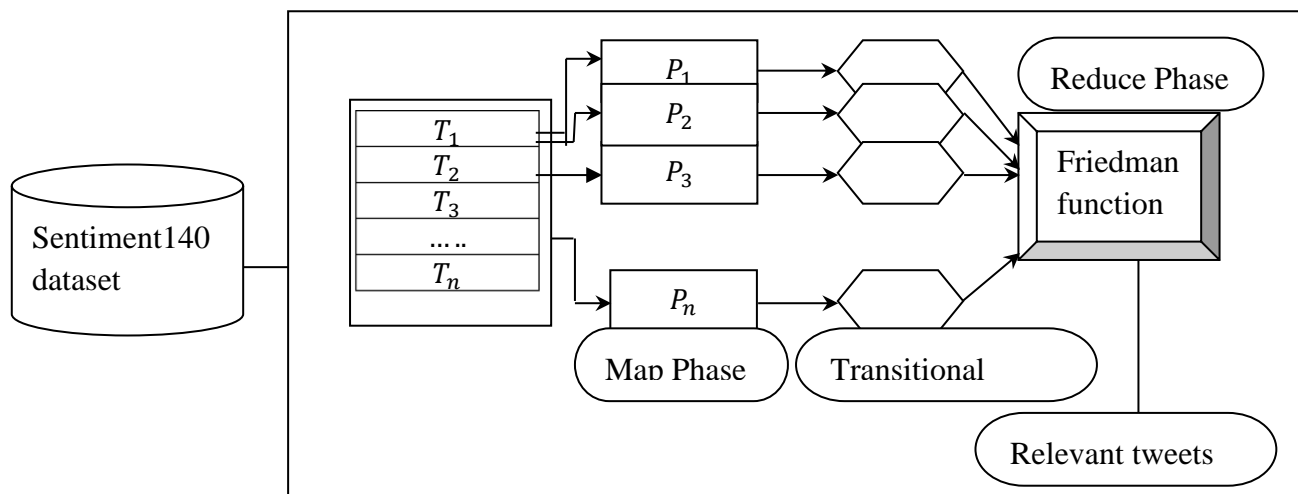 Sentiment140
dataset
T₁
T₂
T₃
... ..
Tₙ
P₁
P₂
P₃
Pₙ
Map Phase
Transitional
Reduce Phase
Friedman
function
Relevant tweets